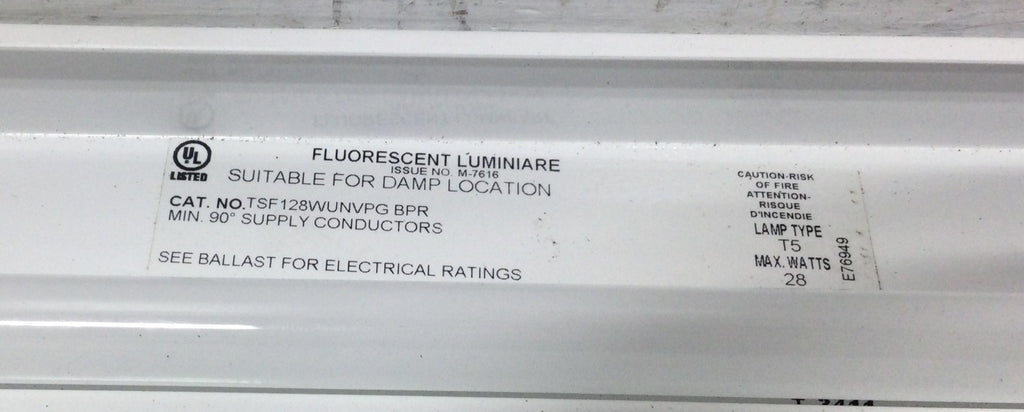 UL
LISTED
FLUORESCENT LUMINIARE
ISSUE NO. M-7616
SUITABLE FOR DAMP LOCATION
CAT. NO.TSF128WUNVPG BPR
MIN. 90° SUPPLY CONDUCTORS
SEE BALLAST FOR ELECTRICAL RATINGS
CAUTION-RISK
OF FIRE
ATTENTION-
RISQUE
D'INCENDIE
LAMP TYPE
T5
MAX. WATTS
28
E76949